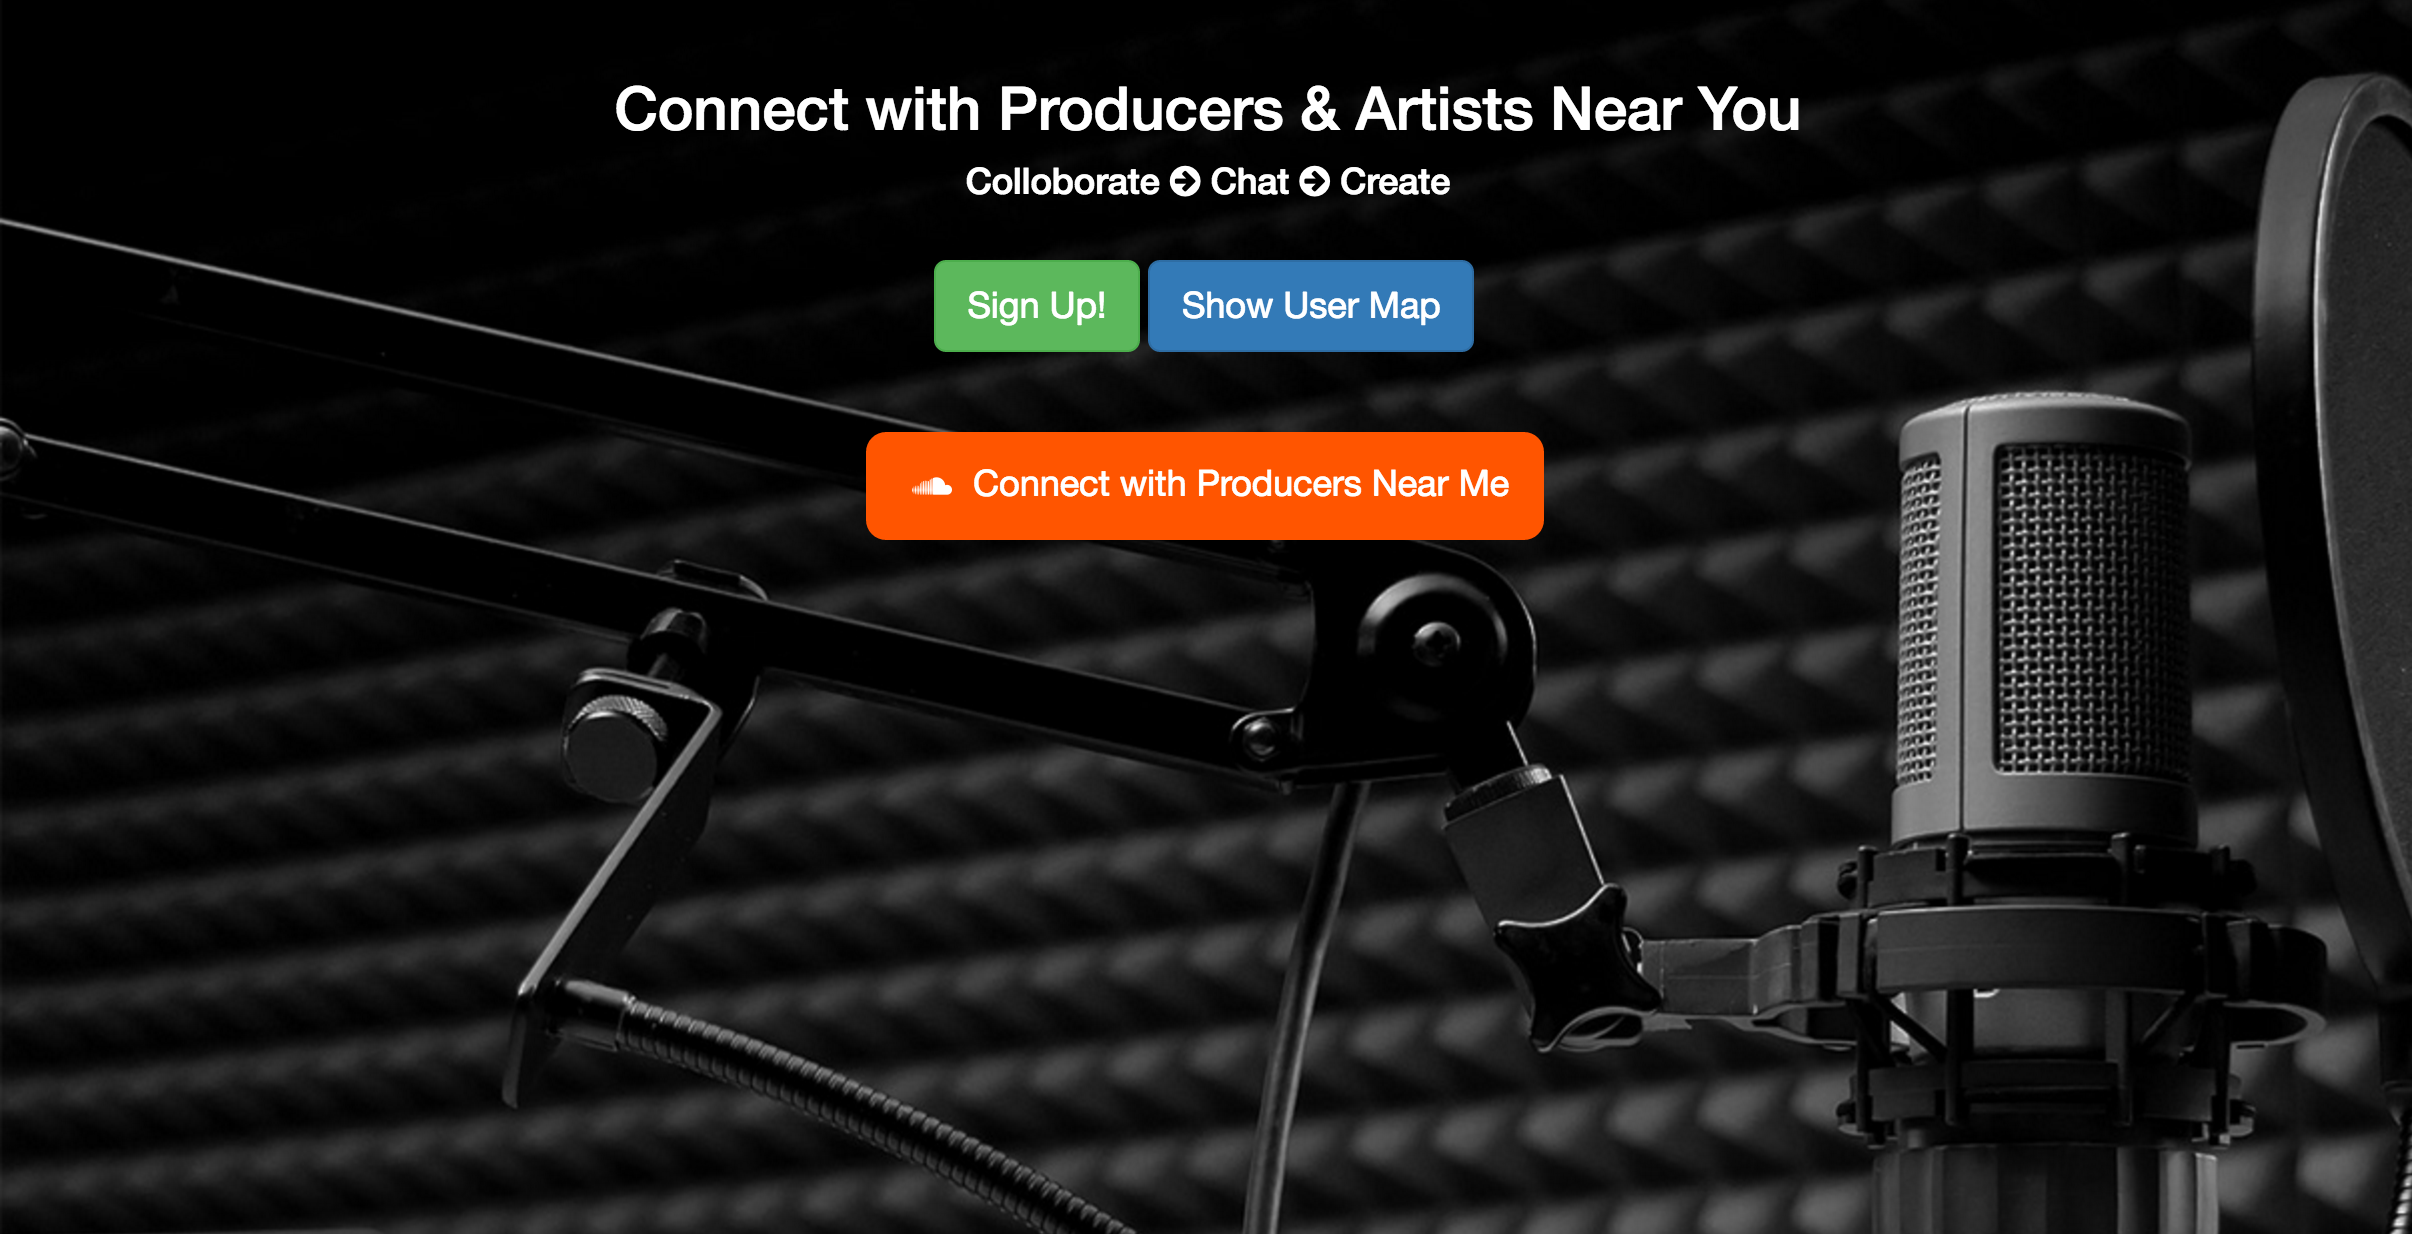 Connect with Producers & Artists Near You
Colloborate Chat Create
Sign Up! Show User Map
Connect with Producers Near Me